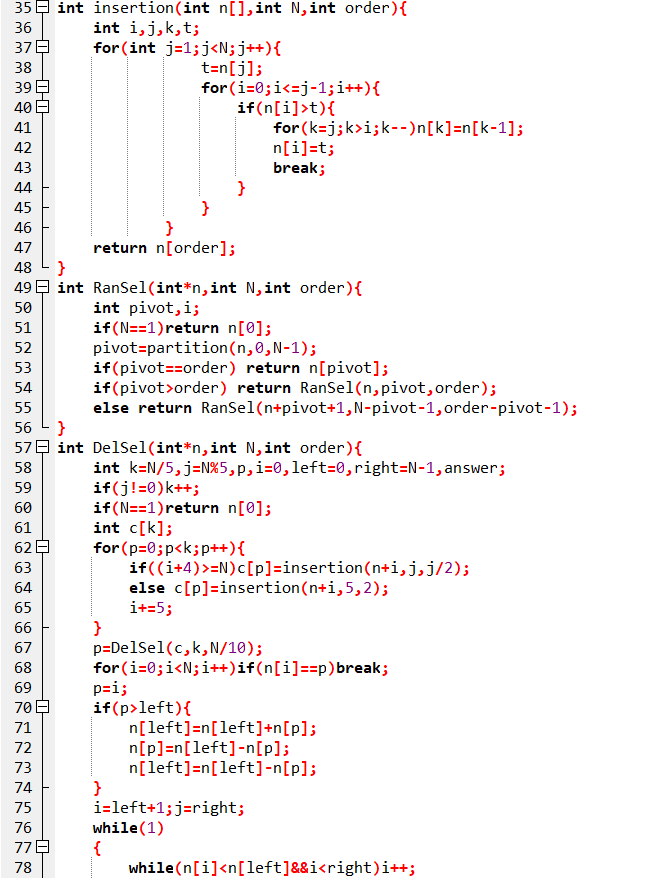 35 int insertion(int n[],int N,int order){
36     int i,j,k,t;
37     for(int j=1;j<N;j++){
38                 t=n[j];
39                 for(i=0;i<=j-1;i++){
40                     if(n[i]>t){
41                         for(k=j;k>i;k--)n[k]=n[k-1];
42                         n[i]=t;
43                         break;
44                     }
45                 }
46             }
47     return n[order];
48 }
49 int RanSel(int*n,int N,int order){
50     int pivot,i;
51     if(N==1)return n[0];
52     pivot=partition(n,0,N-1);
53     if(pivot==order) return n[pivot];
54     if(pivot>order) return RanSel(n,pivot,order);
55     else return RanSel(n+pivot+1,N-pivot-1,order-pivot-1);
56 }
57 int DelSel(int*n,int N,int order){
58     int k=N/5,j=N%5,p,i=0,left=0,right=N-1,answer;
59     if(j!=0)k++;
60     if(N==1)return n[0];
61     int c[k];
62     for(p=0;p<k;p++){
63         if((i+4)>=N)c[p]=insertion(n+i,j,j/2);
64         else c[p]=insertion(n+i,5,2);
65         i+=5;
66     }
67     p=DelSel(c,k,N/10);
68     for(i=0;i<N;i++)if(n[i]==p)break;
69     p=i;
70     if(p>left){
71         n[left]=n[left]+n[p];
72         n[p]=n[left]-n[p];
73         n[left]=n[left]-n[p];
74     }
75     i=left+1;j=right;
76     while(1)
77     {
78         while(n[i]<n[left]&&i<right)i++;